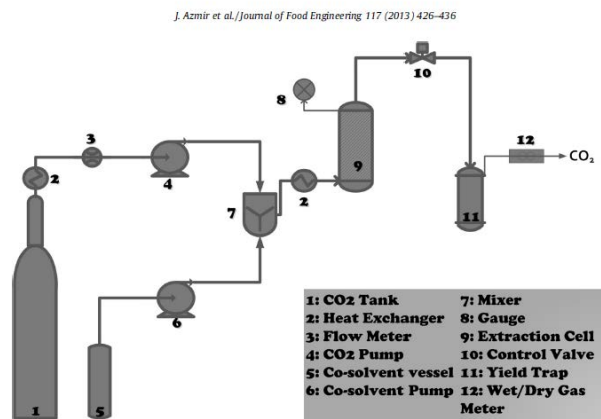 J. Azmir et al./Journal of Food Engineering 117 (2013) 426–436
10
8
12
CO₂
3
2
4
9
2
7
11
6
1
5
1: CO2 Tank
2: Heat Exchanger
3: Flow Meter
4: CO2 Pump
5: Co-solvent vessel
6: Co-solvent Pump
7: Mixer
8: Gauge
9: Extraction Cell
10: Control Valve
11: Yield Trap
12: Wet/Dry Gas
Meter